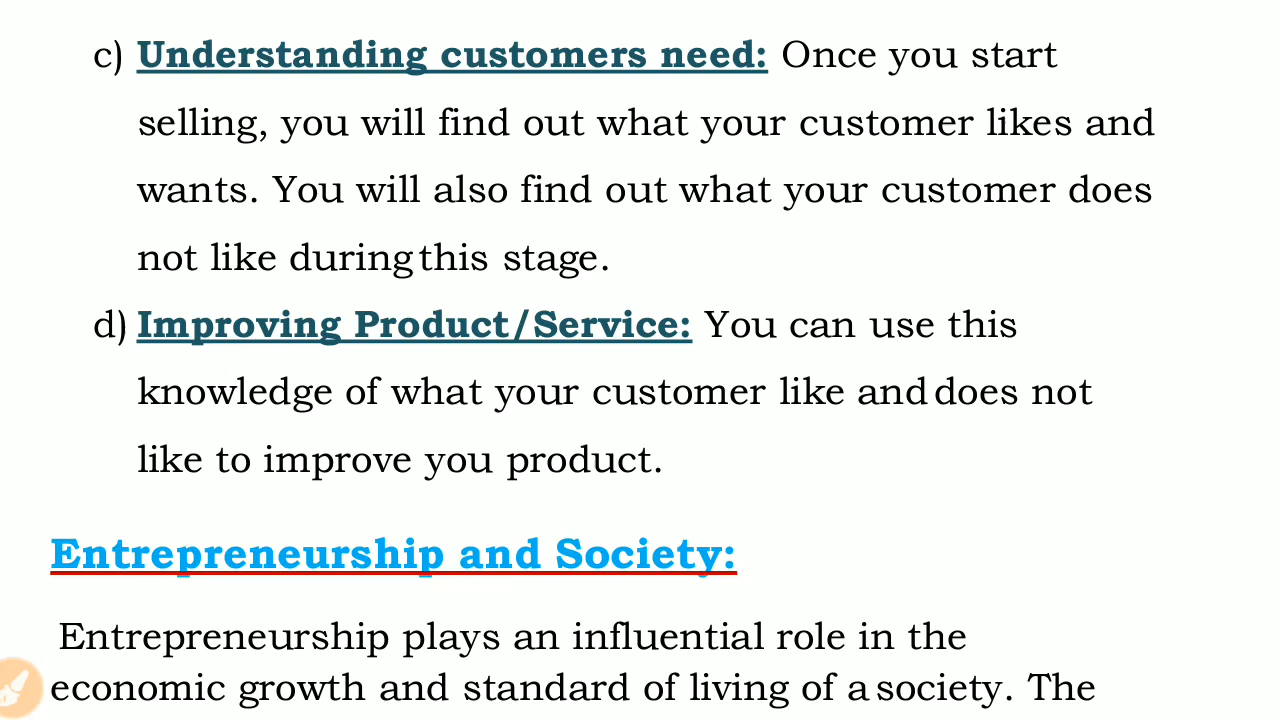 c) Understanding customers need: Once you start
selling, you will find out what your customer likes and
wants. You will also find out what your customer does
not like during this stage.
d) Improving Product/Service: You can use this
knowledge of what your customer like and does not
like to improve you product.
Entrepreneurship and Society:
Entrepreneurship plays an influential role in the
economic growth and standard of living of a society. The